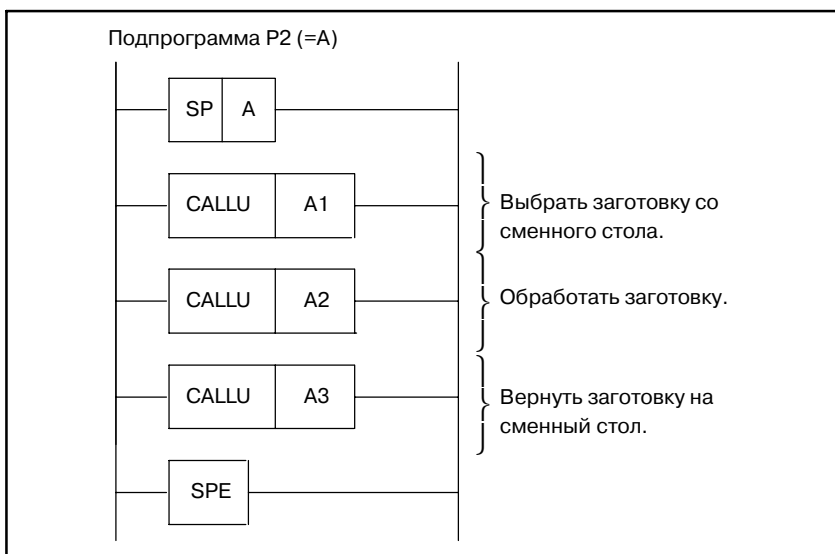 Подпрограмма P2 (=A)
SP A
CALLU A1
Выбрать заготовку со
сменного стола.
CALLU A2
Обработать заготовку.
CALLU A3
Вернуть заготовку на
сменный стол.
SPE